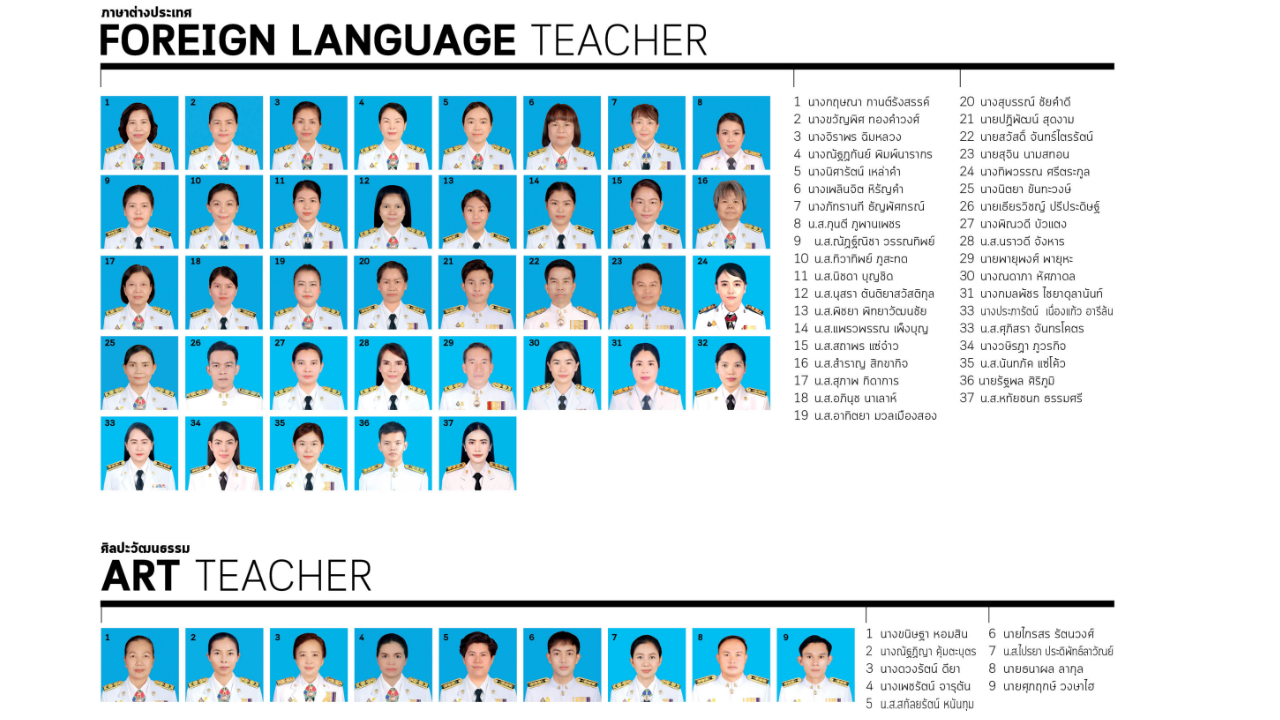 ภาษาต่างประเทศ
FOREIGN LANGUAGE TEACHER
1 2 3 4 5 6 7 8
9 10 11 12 13 14 15 16
17 18 19 20 21 22 23 24
25 26 27 28 29 30 31 32
33 34 35 36 37
1 นางกฤษณา กานต์รังสรรค์
2 นางขวัญพิศ ทองคำวงศ์
3 นางจิราพร ฉิมหลวง
4 นางณัฐฏกันย์ พิมพ์นารากร
5 นางนิศารัตน์ เหล่าคำ
6 นางเพลินจิต หิรัญคำ
7 นางภัทรานที ธัญพัศกรณ์
8 น.ส.กุนตี ภูพานเพชร
9 น.ส.ณัฏฐ์ณิชา วรรณทิพย์
10 น.ส.ทิวาทิพย์ ภูสะทด
11 น.ส.นิชดา บุญชิด
12 น.ส.นุสรา ตันติยาสวัสดิกุล
13 น.ส.พิชยา พิทยาวัฒนชัย
14 น.ส.แพรวพรรณ เพ็งบุญ
15 น.ส.สถาพร แซ่อ๋าว
16 น.ส.สำราญ สิกขากิจ
17 น.ส.สุภาพ กิดาการ
18 น.ส.อภินุช นาเลาห์
19 น.ส.อาทิตยา มวลเมืองสอง
20 นางสุบรรณ์ ชัยคำดี
21 นายปฏิพัฒน์ สุดงาม
22 นายสวัสดิ์ จันทร์ไตรรัตน์
23 นายสุจิน นามสทอน
24 นางทิพวรรณ ศรีตระกูล
25 นางนิตยา ขันทะวงษ์
26 นายเธียรวิชญ์ ปรีประดิษฐ์
27 นางพิณวดี บัวแตง
28 น.ส.นราวดี อังหาร
29 นายพายุพงศ์ พายุหะ
30 นางณดาภา หัศภาดล
31 นางกมลพัชร ไชยาดุลานันท์
33 นางประภารัตน์ เนื่องแก้ว อารีล้น
33 น.ส.ศุภิสรา จันทรโคตร
34 นางวษิรฎา ภูวรกิจ
35 น.ส.นันทภัค แซ่โค้ว
36 นายรัฐพล ศิริภูมิ
37 น.ส.หทัยชนก ธรรมศรี
ศิลปะวัฒนธรรม
ART TEACHER
1 2 3 4 5 6 7 8 9
1 นางขนิษฐา หอมสิน
2 นางณัฐฏิญา คุ้มตะบุตร
3 นางดวงรัตน์ ดียา
4 นางเพชรัตน์ จารุตัน
5 น.ส.สกัลยรัตน์ หนันทุม
6 นายไกรสร รัตนวงศ์
7 น.ส.ไปรยา ประดิพัทธ์ลาวัณย์
8 นายธนาผล ลากุล
9 นายศุภฤกษ์ วงษาไฮ